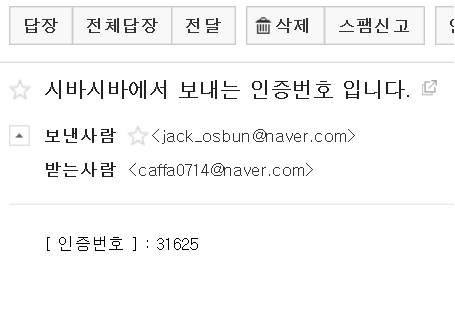 답장 전체답장 전달 삭제 스팸신고
시바시바에서 보내는 인증번호 입니다.
보낸사람 <jack_osbun@naver.com>
받는사람 <caffa0714@naver.com>
[ 인증번호 ] : 31625